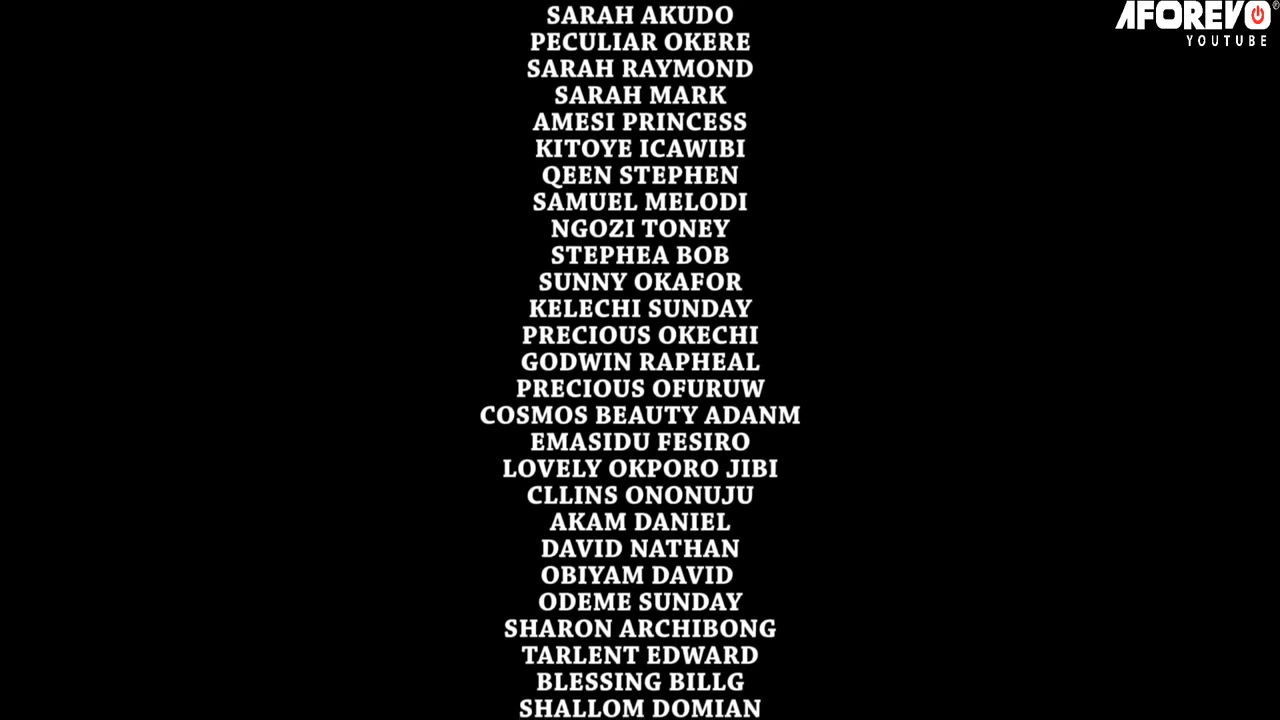 AFOREVO
YOUTUBE
SARAH AKUDO
PECULIAR OKERE
SARAH RAYMOND
SARAH MARK
AMESI PRINCESS
KITOYE ICAWIBI
QEEN STEPHEN
SAMUEL MELODI
NGOZI TONEY
STEPHEA BOB
SUNNY OKAFOR
KELECHI SUNDAY
PRECIOUS OKECHI
GODWIN RAPHEAL
PRECIOUS OFURUW
COSMOS BEAUTY ADANM
EMASIDU FESIRO
LOVELY OKPORO JIBI
CLLINS ONONUJU
AKAM DANIEL
DAVID NATHAN
OBIYAM DAVID
ODEME SUNDAY
SHARON ARCHIBONG
TARLENT EDWARD
BLESSING BILLG
SHALLOM DOMIAN